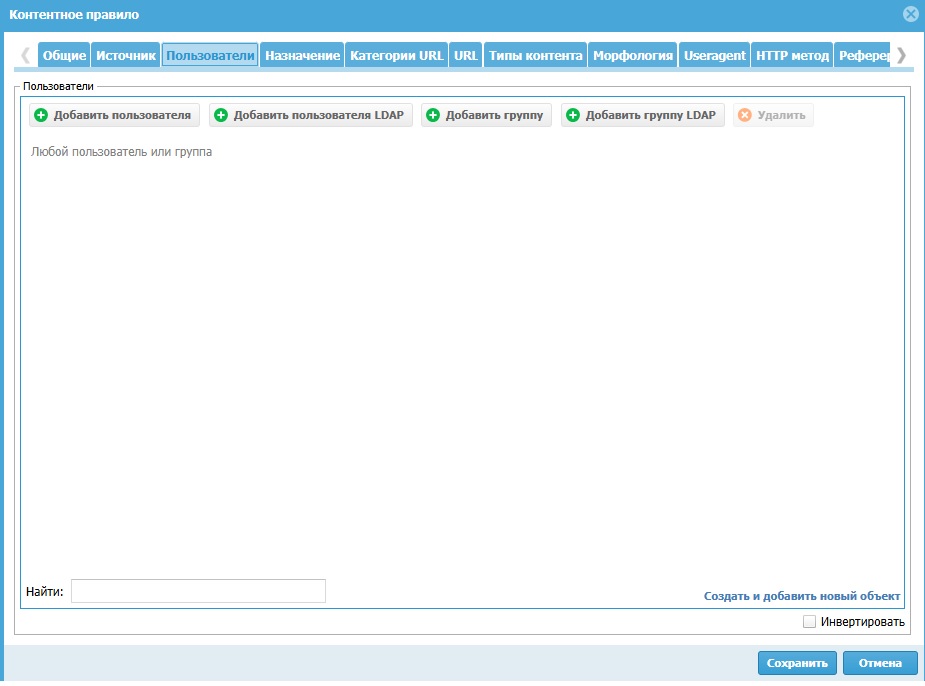 Контентное правило
Общие Источник Пользователи Назначение Категории URL URL Типы контента Морфология Useragent HTTP метод
Пользователи
Добавить пользователя Добавить пользователя LDAP Добавить группу Добавить группу LDAP Удалить
Любой пользователь или группа
Найти:
Создать и добавить новый объект
Инвертировать
Сохранить Отмена